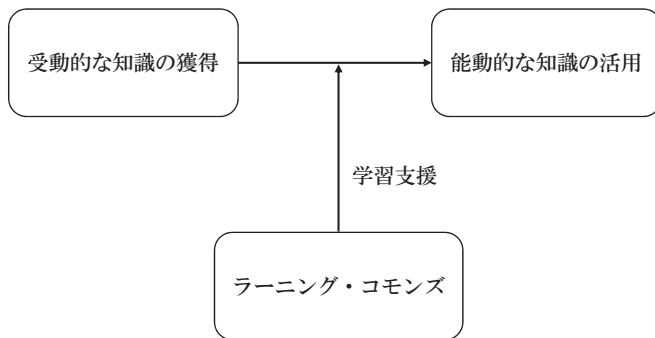 受動的な知識の獲得
能動的な知識の活用
学習支援
ラーニング・コモンズ